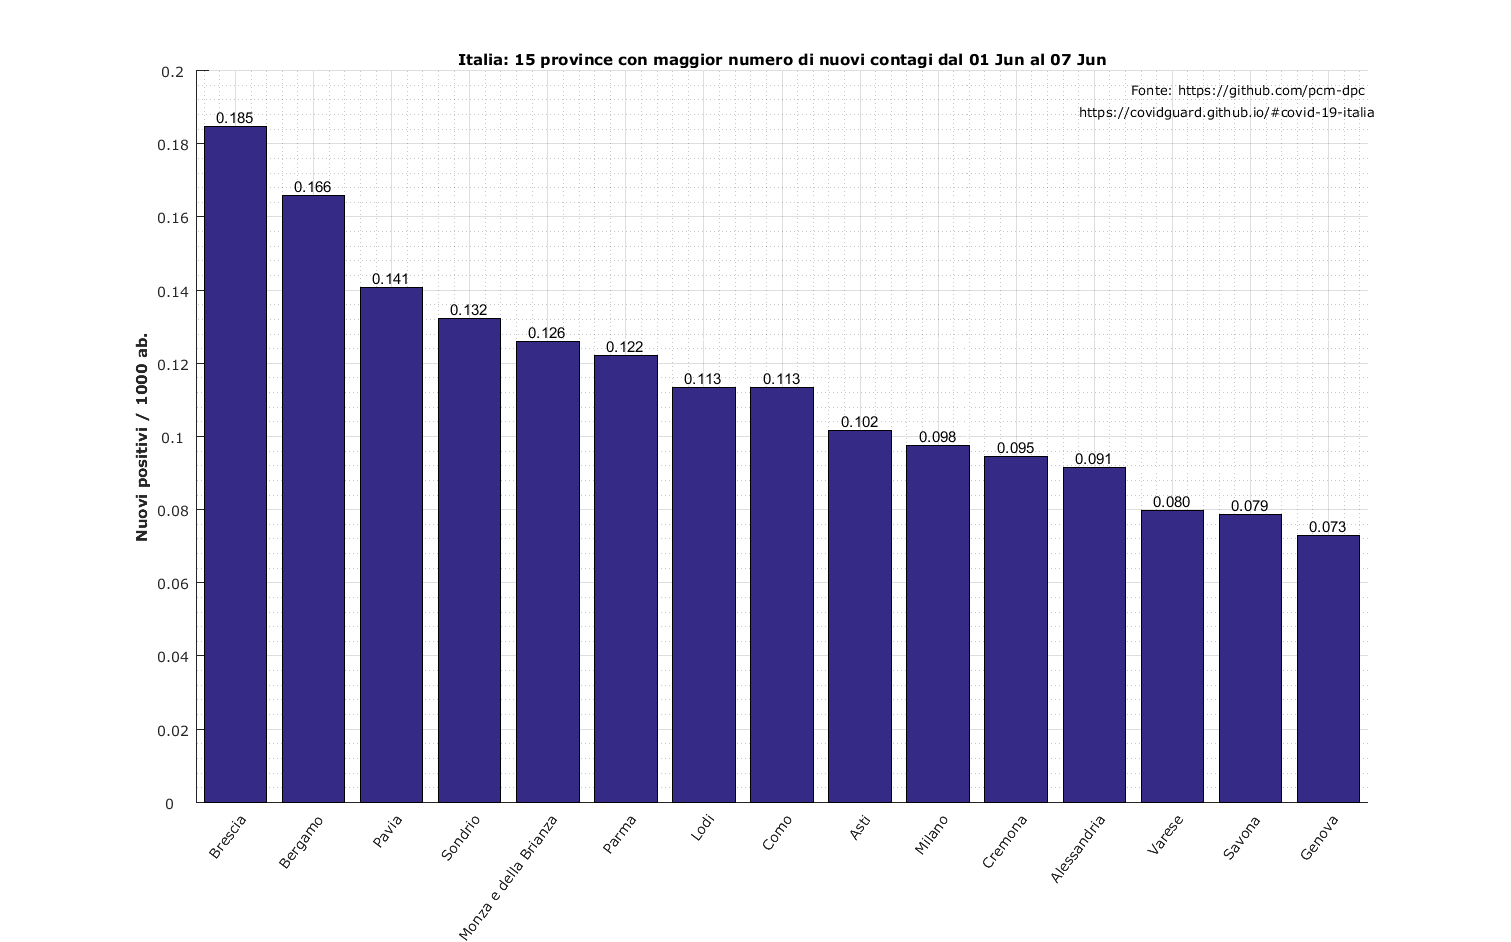 Italia: 15 province con maggior numero di nuovi contagi dal 01 Jun al 07 Jun
Fonte: https://github.com/pcm-dpc
https://covidguard.github.io/#covid-19-italia
Nuovi positivi / 1000 ab.
0.2
0.18
0.16
0.14
0.12
0.1
0.08
0.06
0.04
0.02
0
0.185
0.166
0.141
0.132
0.126
0.122
0.113
0.113
0.102
0.098
0.095
0.091
0.080
0.079
0.073
Brescia
Bergamo
Pavia
Sondrio
Monza e della Brianza
Parma
Lodi
Como
Asti
Milano
Cremona
Alessandria
Varese
Savona
Genova